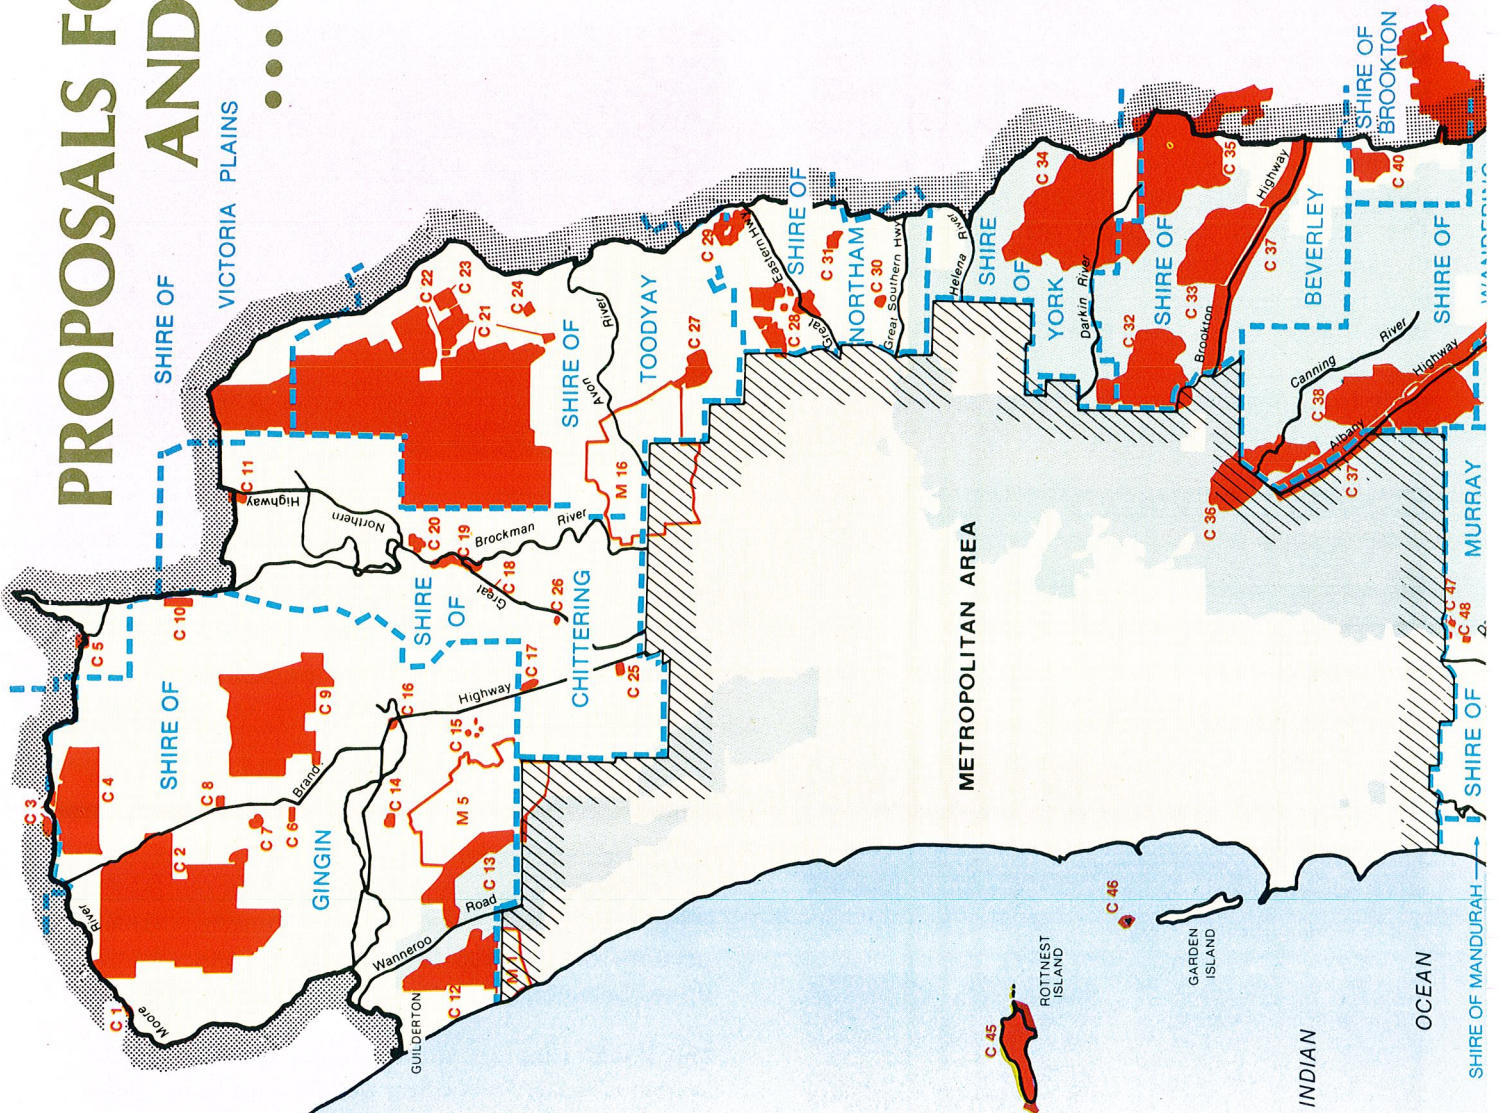 PROPOSALS FO
AND
...
SHIRE OF
VICTORIA PLAINS
SHIRE OF
GINGIN
SHIRE
OF
CHITTERING
SHIRE OF
TOODYAY
SHIRE OF
NORTHAM
SHIRE
OF
YORK
SHIRE OF
BEVERLEY
SHIRE OF
BROOKTON
SHIRE OF
MURRAY
SHIRE OF
SHIRE OF MANDURAH
METROPOLITAN AREA
INDIAN
OCEAN
ROTTNEST
ISLAND
GARDEN
ISLAND
GUILDERTON
Moore
River
Brand
Highway
Wanneroo
Road
Great
Northern
Highway
Brockman River
Avon
River
Great
Eastern Hwy
Great Southern Hwy
Helena River
Darkin River
Brookton
Highway
Canning
River
Albany
Highway
C 1
C 2
C 3
C 4
C 5
C 6
C 7
C 8
C 9
C 10
C 11
C 12
C 13
C 14
C 15
C 16
C 17
C 18
C 19
C 20
C 21
C 22
C 23
C 24
C 25
C 26
C 27
C 28
C 29
C 30
C 31
C 32
C 33
C 34
C 35
C 36
C 37
C 37
C 38
C 40
C 45
C 46
C 47
C 48
M 1
M 5
M 16